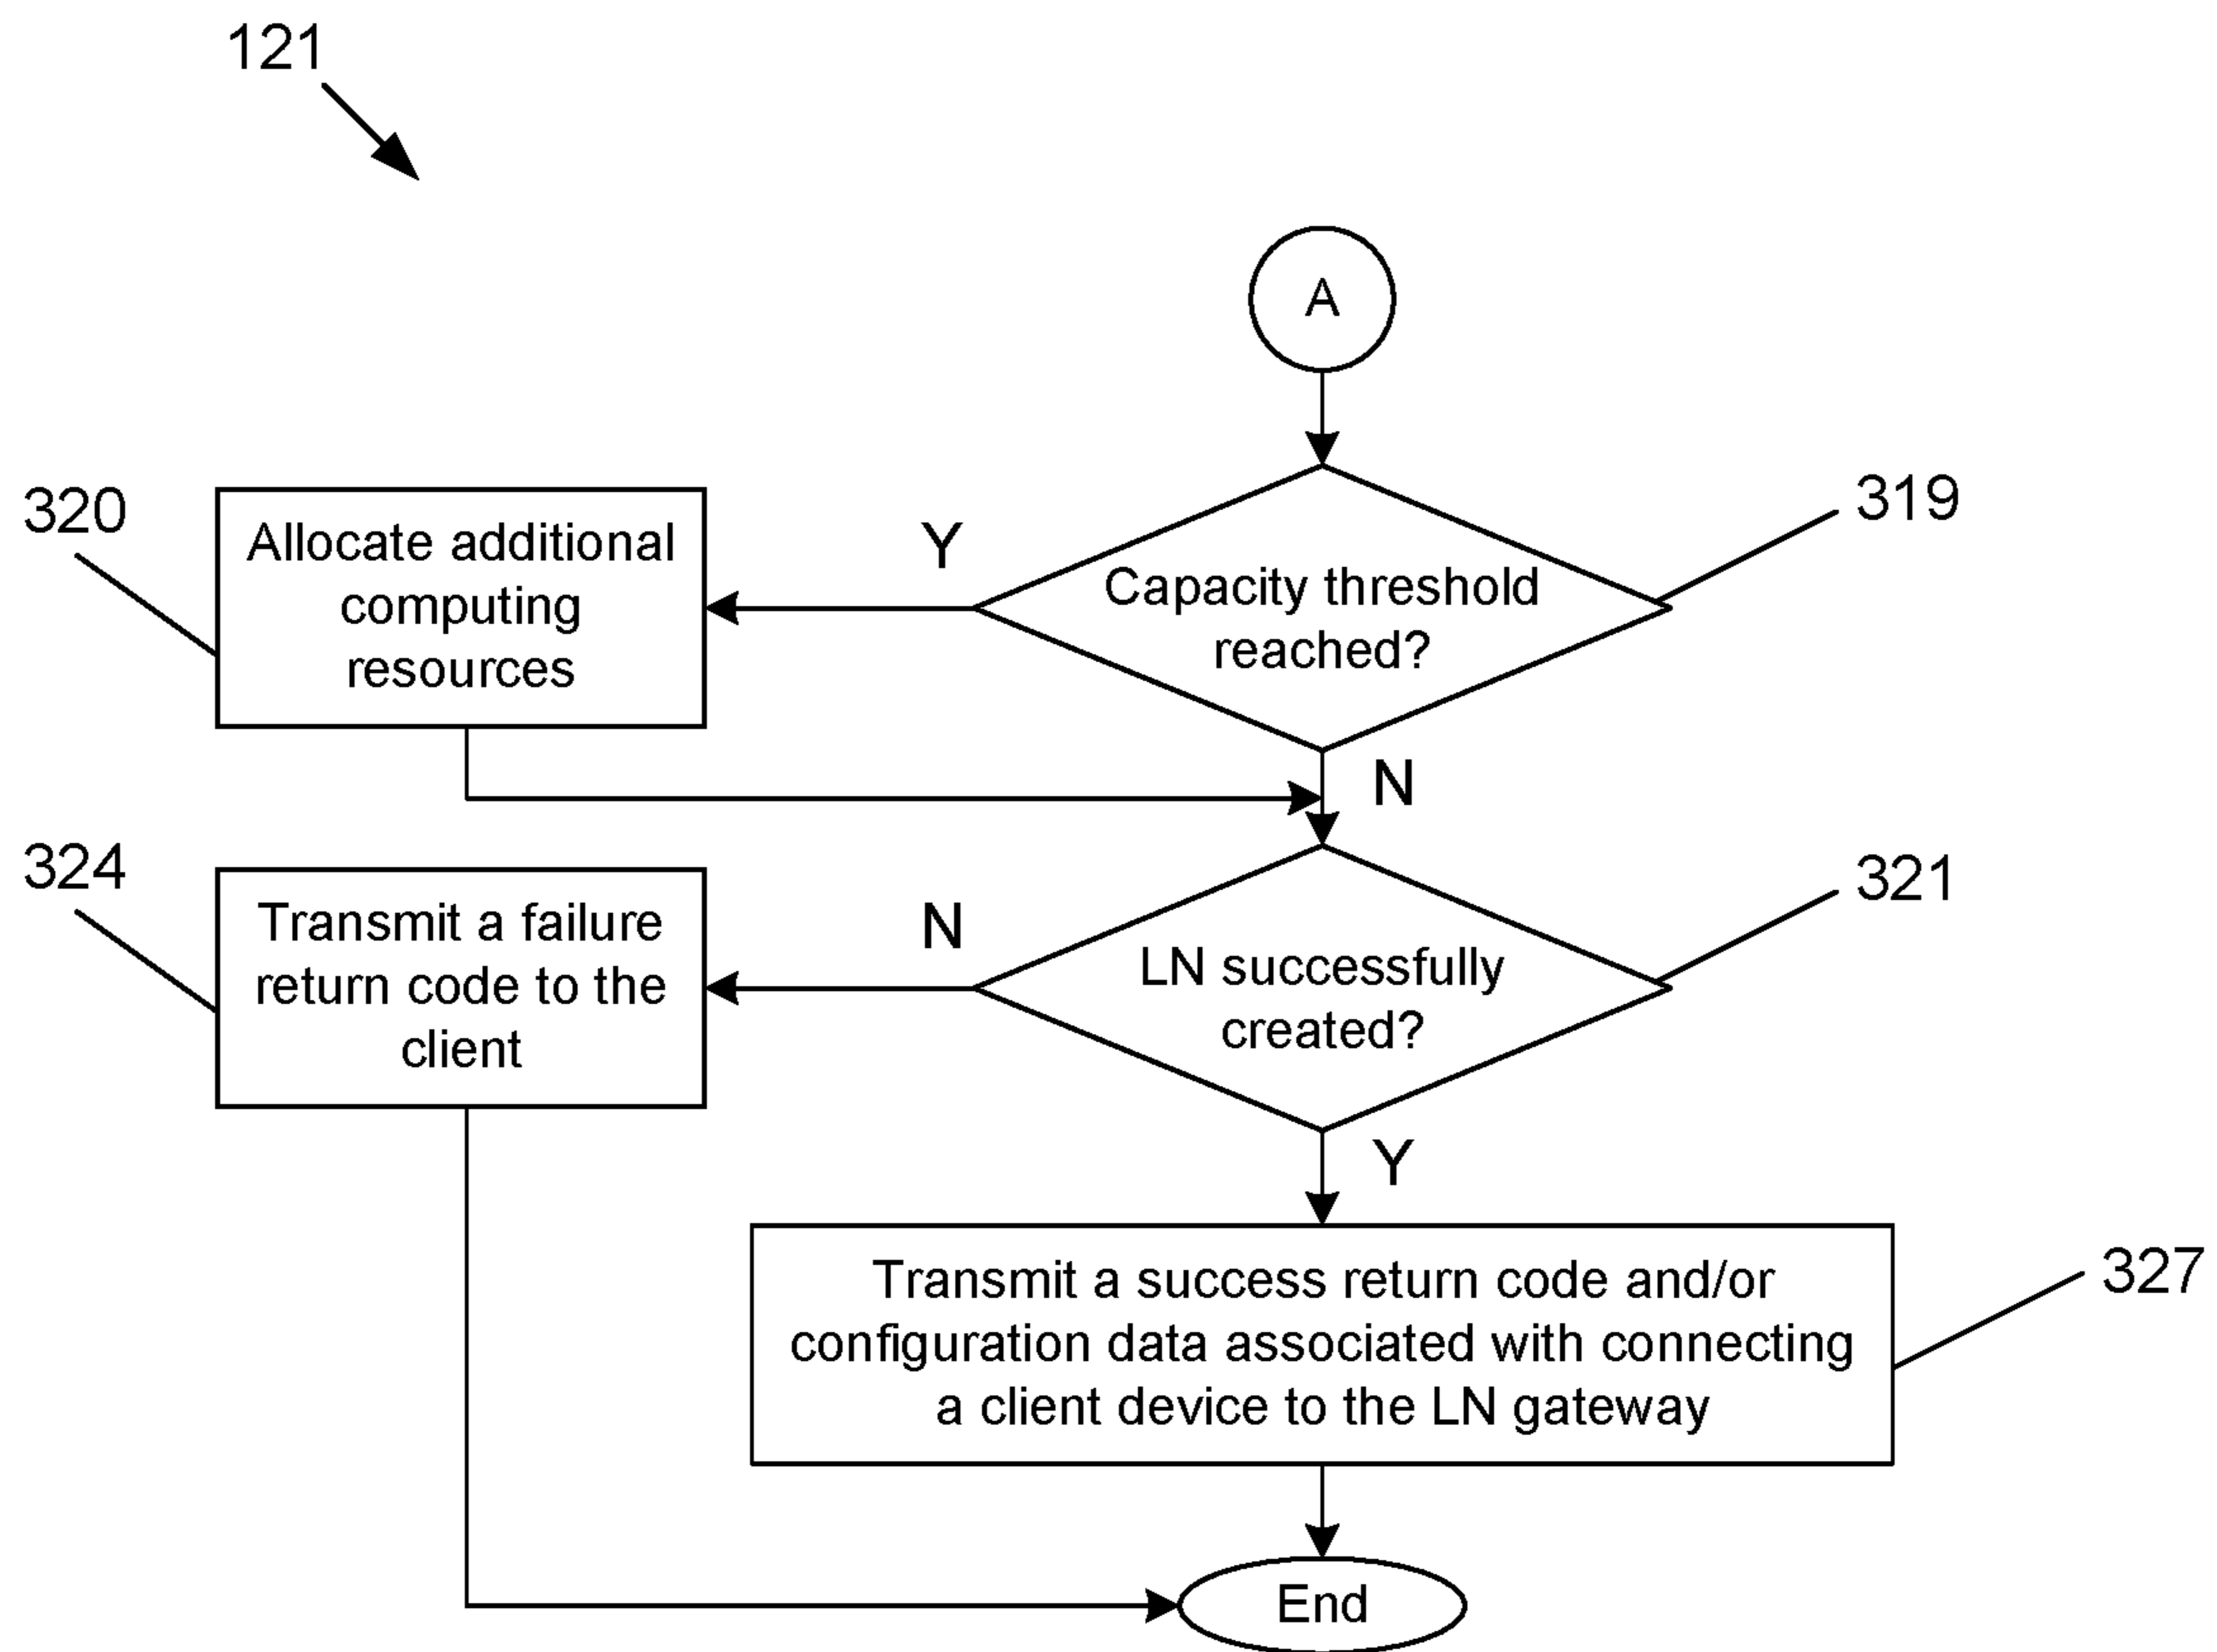 121
A
319
Capacity threshold
reached?
Y
320
Allocate additional
computing
resources
N
321
LN successfully
created?
N
324
Transmit a failure
return code to the
client
Y
327
Transmit a success return code and/or
configuration data associated with connecting
a client device to the LN gateway
End